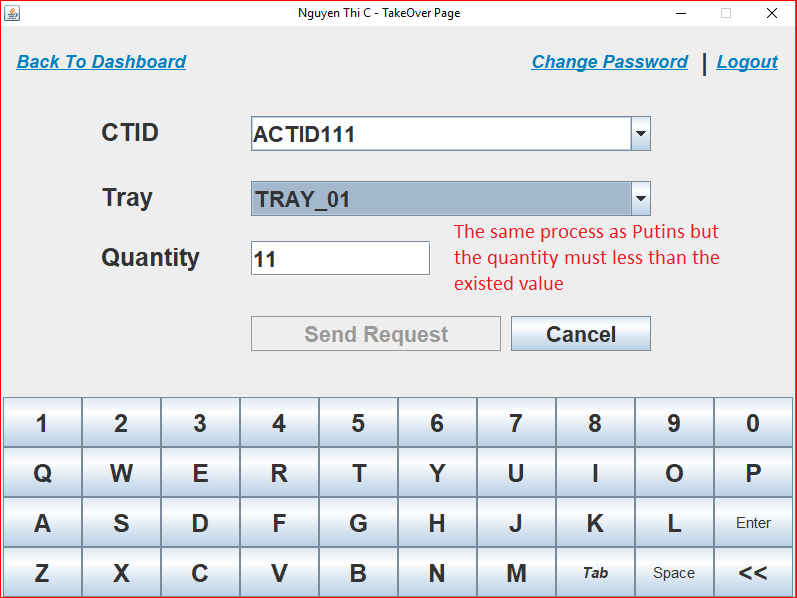 Nguyen Thi C - TakeOver Page
Back To Dashboard
Change Password | Logout
CTID
ACTID111
Tray
TRAY_01
Quantity
11
The same process as Putins but
the quantity must less than the
existed value
Send Request
Cancel
1 2 3 4 5 6 7 8 9 0
Q W E R T Y U I O P
A S D F G H J K L Enter
Z X C V B N M Tab Space <<